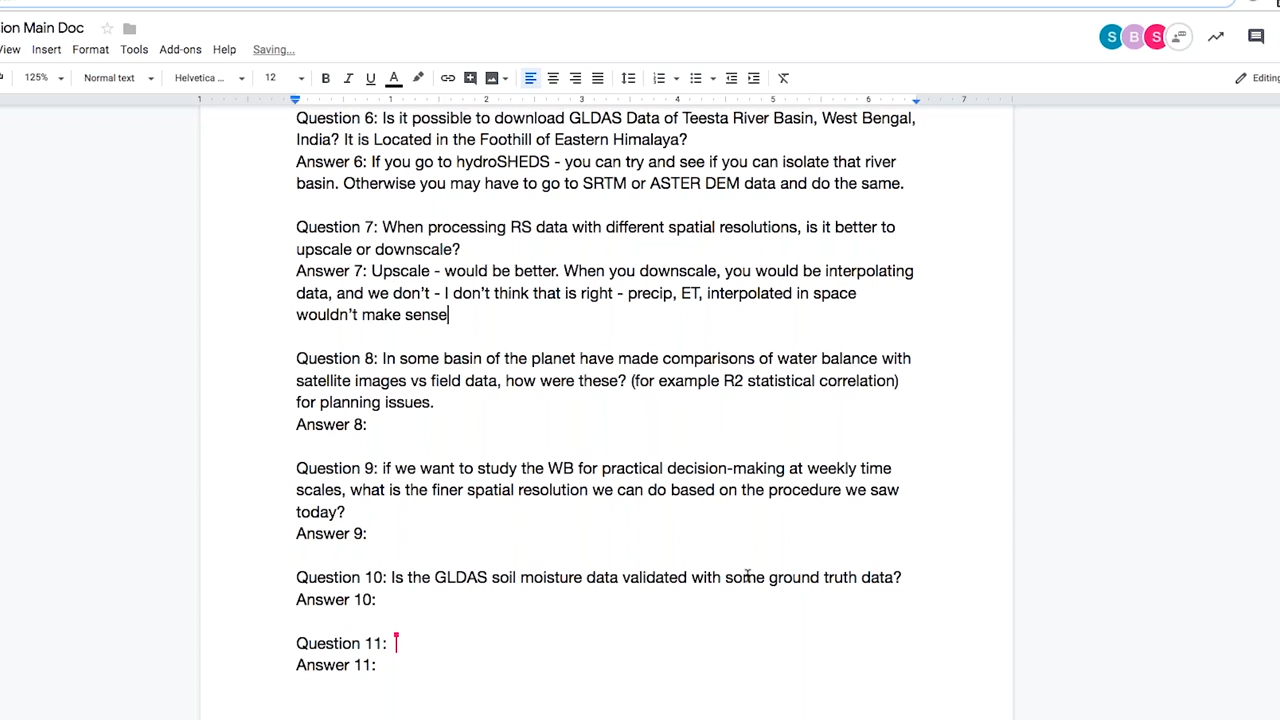 ion Main Doc
View Insert Format Tools Add-ons Help Saving...
S B S
125% Normal text Helvetica ... 12 B I U A Editing
1 1 2 3 4 5 6 7
Question 6: Is it possible to download GLDAS Data of Teesta River Basin, West Bengal,
India? It is Located in the Foothill of Eastern Himalaya?
Answer 6: If you go to hydroSHEDS - you can try and see if you can isolate that river
basin. Otherwise you may have to go to SRTM or ASTER DEM data and do the same.
Question 7: When processing RS data with different spatial resolutions, is it better to
upscale or downscale?
Answer 7: Upscale - would be better. When you downscale, you would be interpolating
data, and we don't - I don't think that is right - precip, ET, interpolated in space
wouldn't make sense
Question 8: In some basin of the planet have made comparisons of water balance with
satellite images vs field data, how were these? (for example R2 statistical correlation)
for planning issues.
Answer 8:
Question 9: if we want to study the WB for practical decision-making at weekly time
scales, what is the finer spatial resolution we can do based on the procedure we saw
today?
Answer 9:
Question 10: Is the GLDAS soil moisture data validated with some ground truth data?
Answer 10:
Question 11:
Answer 11: